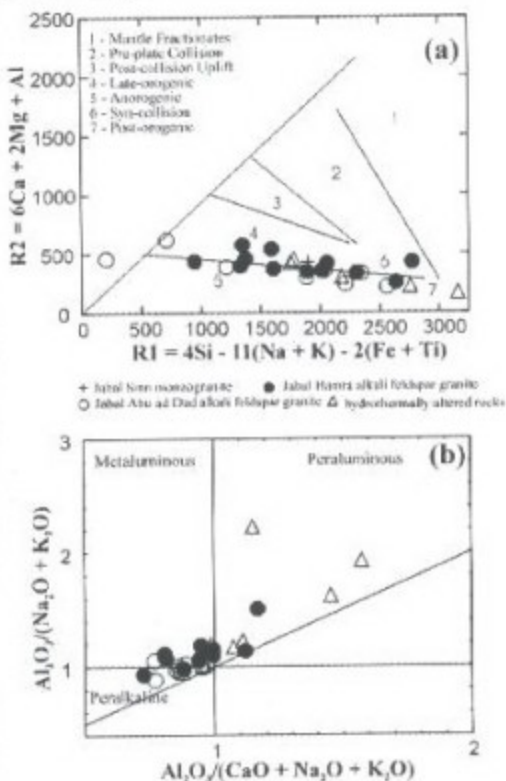 2500
2000
1500
1000
500
0
(a)
1 - Mantle Fractionates
2 - Pre-plate Collision
3 - Post-collision Uplift
4 - Late-orogenic
5 - Anorogenic
6 - Syn-collision
7 - Post-orogenic
R2 = 6Ca + 2Mg + Al
1
2
3
4
5
6
7
0 500 1000 1500 2000 2500 3000
R1 = 4Si - 11(Na + K) - 2(Fe + Ti)
+ Jabal Sinn monzogranite ● Jabal Hamra alkali feldspar granite
○ Jabal Abu ad Dud alkali feldspar granite △ hydrothermally altered rocks
3
2
1
Metaluminous
Peraluminous
(b)
Peralkaline
Al₂O₃/(Na₂O + K₂O)
1 2
Al₂O₃/(CaO + Na₂O + K₂O)